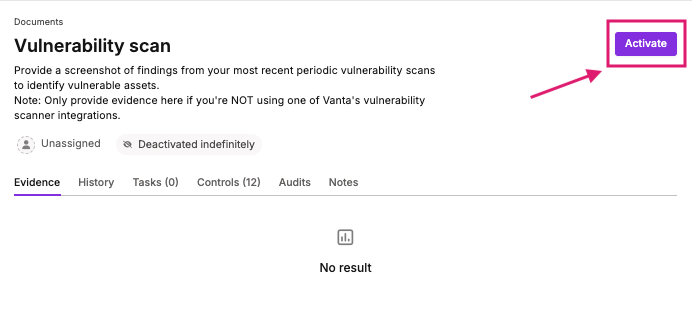 Documents
Vulnerability scan
Activate
Provide a screenshot of findings from your most recent periodic vulnerability scans
to identify vulnerable assets.
Note: Only provide evidence here if you're NOT using one of Vanta's vulnerability
scanner integrations.
Unassigned
Deactivated indefinitely
Evidence History Tasks (0) Controls (12) Audits Notes
No result